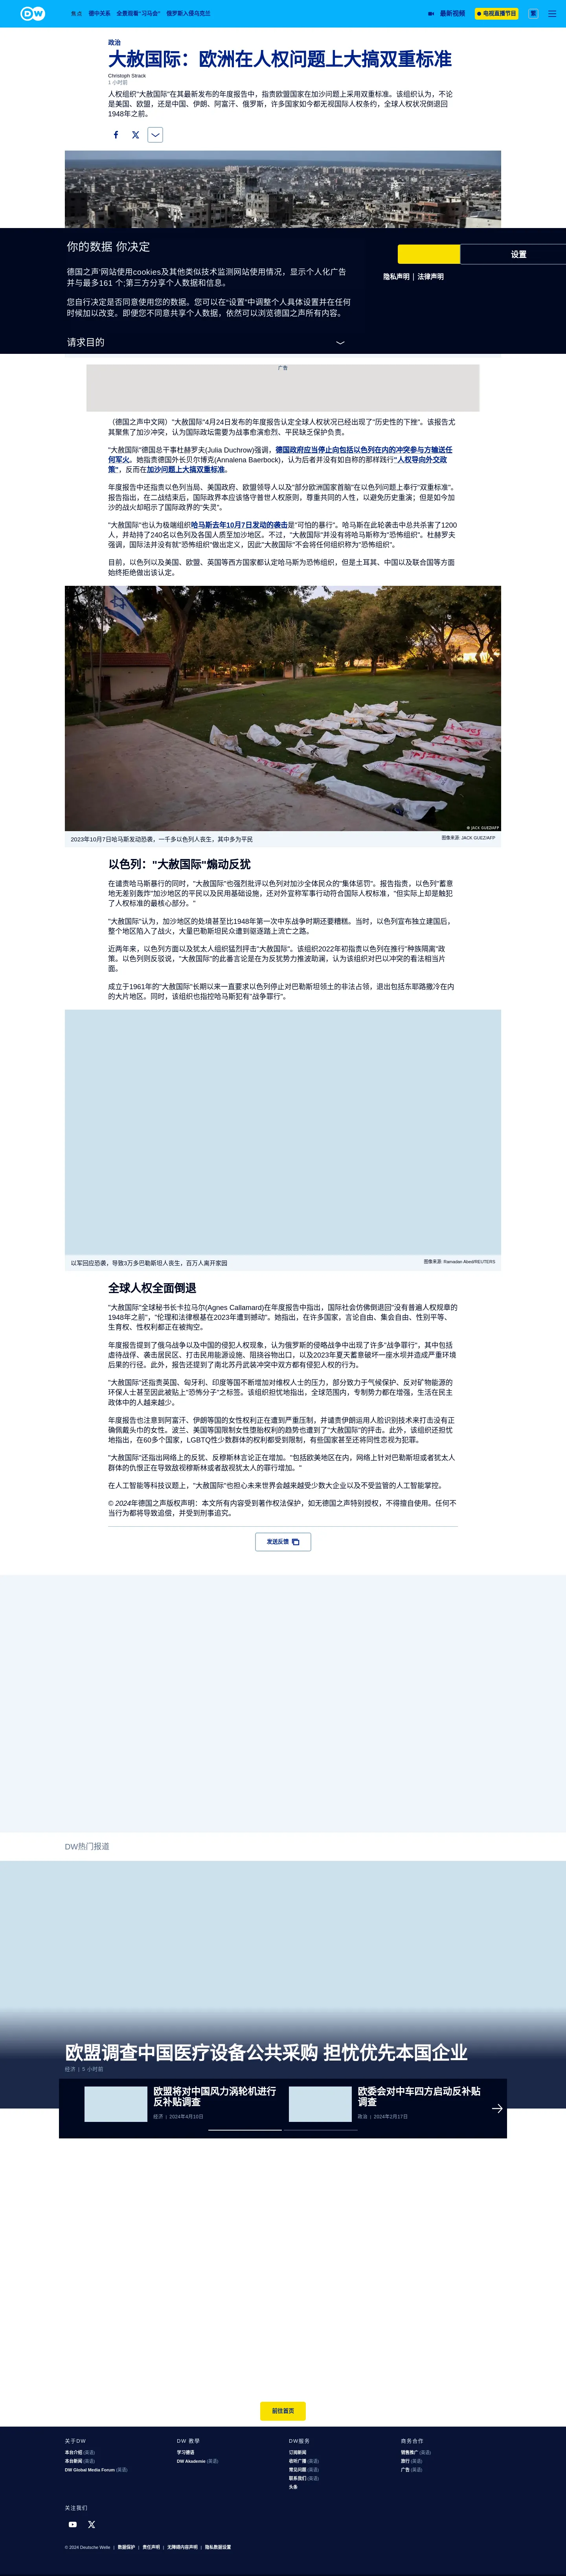 DW
焦点
德中关系
全景观看“习马会”
俄罗斯入侵乌克兰
最新视频
电视直播节目
繁
政治
大赦国际：欧洲在人权问题上大搞双重标准
Christoph Strack
1 小时前
人权组织"大赦国际"在其最新发布的年度报告中，指责欧盟国家在加沙问题上采用双重标准。该组织认为，不论
是美国、欧盟，还是中国、伊朗、阿富汗、俄罗斯，许多国家如今都无视国际人权条约，全球人权状况倒退回
1948年之前。
你的数据 你决定
德国之声’网站使用cookies及其他类似技术监测网站使用情况，显示个人化广告
并与最多161 个;第三方分享个人数据和信息。
您自行决定是否同意使用您的数据。您可以在“设置”中调整个人具体设置并在任何
时候加以改变。即便您不同意共享个人数据，依然可以浏览德国之声所有内容。
请求目的
设置
隐私声明 | 法律声明
广告
（德国之声中文网）"大赦国际"4月24日发布的年度报告认定全球人权状况已经出现了"历史性的下挫"。该报告尤
其聚焦了加沙冲突，认为国际政坛需要为战事愈演愈烈、平民缺乏保护负责。
"大赦国际"德国总干事杜赫罗夫(Julia Duchrow)强调，德国政府应当停止向包括以色列在内的冲突参与方输送任
何军火。她指责德国外长贝尔博克(Annalena Baerbock)，认为后者并没有如自称的那样践行"人权导向外交政
策"，反而在加沙问题上搞双重标准。
年度报告中还指责以色列当局、美国政府、欧盟领导人以及"部分欧洲国家首脑"在以色列问题上奉行"双重标准"。
报告指出，在二战结束后，国际政界本应该恪守普世人权原则，尊重共同的人性，以避免历史重演；但是如今加
沙的战火却昭示了国际政界的"失灵"。
"大赦国际"也认为极端组织哈马斯去年10月7日发动的袭击是"可怕的暴行"。哈马斯在此轮袭击中总共杀害了1200
人，并劫持了240名以色列及各国人质至加沙地区。不过，"大赦国际"并没有将哈马斯称为"恐怖组织"。杜赫罗夫
强调，国际法并没有就"恐怖组织"做出定义，因此"大赦国际"不会将任何组织称为"恐怖组织"。
目前，以色列以及美国、欧盟、英国等西方国家都认定哈马斯为恐怖组织，但是土耳其、中国以及联合国等方面
始终拒绝做出该认定。
© JACK GUEZ/AFP
2023年10月7日哈马斯发动恐袭，一千多以色列人丧生，其中多为平民
图像来源: JACK GUEZ/AFP
以色列："大赦国际"煽动反犹
在谴责哈马斯暴行的同时，"大赦国际"也强烈批评以色列对加沙全体民众的"集体惩罚"。报告指责，以色列"蓄意
地无差别轰炸"加沙地区的平民以及民用基础设施，还对外宣称军事行动符合国际人权标准，"但实际上却是触犯
了人权标准的最核心部分。"
"大赦国际"认为，加沙地区的处境甚至比1948年第一次中东战争时期还要糟糕。当时，以色列宣布独立建国后，
整个地区陷入了战火，大量巴勒斯坦民众遭到驱逐踏上流亡之路。
近两年来，以色列方面以及犹太人组织猛烈抨击"大赦国际"。该组织2022年初指责以色列在推行"种族隔离"政
策。以色列则反驳说，"大赦国际"的此番言论是在为反犹势力推波助澜，认为该组织对巴以冲突的看法相当片
面。
成立于1961年的"大赦国际"长期以来一直要求以色列停止对巴勒斯坦领土的非法占领，退出包括东耶路撒冷在内
的大片地区。同时，该组织也指控哈马斯犯有"战争罪行"。
以军回应恐袭，导致3万多巴勒斯坦人丧生，百万人离开家园
图像来源: Ramadan Abed/REUTERS
全球人权全面倒退
"大赦国际"全球秘书长卡拉马尔(Agnes Callamard)在年度报告中指出，国际社会仿佛倒退回"没有普遍人权规章的
1948年之前"，"伦理和法律根基在2023年遭到撼动"。她指出，在许多国家，言论自由、集会自由、性别平等、
生育权、性权利都正在被掏空。
年度报告提到了俄乌战争以及中国的侵犯人权现象，认为俄罗斯的侵略战争中出现了许多"战争罪行"，其中包括
虐待战俘、袭击居民区、打击民用能源设施、阻挠谷物出口，以及2023年夏天蓄意破坏一座水坝并造成严重环境
后果的行径。此外，报告还提到了南北苏丹武装冲突中双方都有侵犯人权的行为。
"大赦国际"还指责英国、匈牙利、印度等国不断增加对维权人士的压力，部分致力于气候保护、反对矿物能源的
环保人士甚至因此被贴上"恐怖分子"之标签。该组织担忧地指出，全球范围内，专制势力都在增强，生活在民主
政体中的人越来越少。
年度报告也注意到阿富汗、伊朗等国的女性权利正在遭到严重压制，并谴责伊朗运用人脸识别技术来打击没有正
确佩戴头巾的女性。波兰、美国等国限制女性堕胎权利的趋势也遭到了"大赦国际"的抨击。此外，该组织还担忧
地指出，在60多个国家，LGBTQ性少数群体的权利都受到限制，有些国家甚至还将同性恋视为犯罪。
"大赦国际"还指出网络上的反犹、反穆斯林言论正在增加。"包括欧美地区在内，网络上针对巴勒斯坦或者犹太人
群体的仇恨正在导致敌视穆斯林或者敌视犹太人的罪行增加。"
在人工智能等科技议题上，"大赦国际"也担心未来世界会越来越受少数大企业以及不受监管的人工智能掌控。
© 2024年德国之声版权声明：本文所有内容受到著作权法保护，如无德国之声特别授权，不得擅自使用。任何不
当行为都将导致追偿，并受到刑事追究。
发送反馈
DW热门报道
欧盟调查中国医疗设备公共采购 担忧优先本国企业
经济 | 5 小时前
欧盟将对中国风力涡轮机进行
反补贴调查
经济 | 2024年4月10日
欧委会对中车四方启动反补贴
调查
政治 | 2024年2月17日
前往首页
关于DW
本台介绍 (英语)
本台新闻 (英语)
DW Global Media Forum (英语)
DW 教學
学习德语
DW Akademie (英语)
DW服务
订阅新闻
收听广播 (英语)
常见问题 (英语)
联系我们 (英语)
头条
商务合作
销售推广 (英语)
旅行 (英语)
广告 (英语)
关注我们
© 2024 Deutsche Welle | 数据保护 | 责任声明 | 无障碍内容声明 | 隐私数据设置